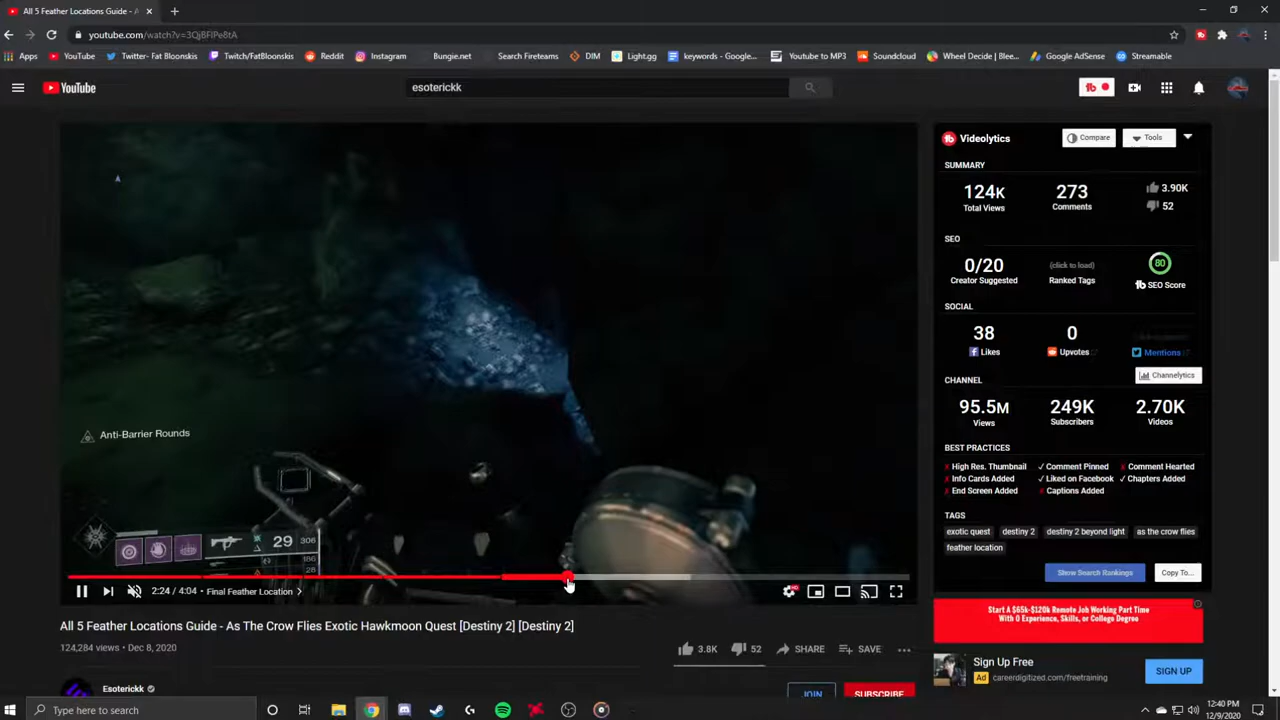 All 5 Feather Locations Guide -
youtube.com/watch?v=3QjBFIPe8tA
Apps YouTube Twitter- Fat Bloonskis Twitch/FatBloonskis Reddit Instagram Bungie.net Search Fireteams DIM Light.gg keywords - Google... YouTube to MP3 Soundcloud Wheel Decide | Blee... Google AdSense Streamable
YouTube esoterickk
Videolytics Compare Tools
SUMMARY
124K 273 3.90K
Total Views Comments 52
SEO
0/20 (click to load) 80
Creator Suggested Ranked Tags tb SEO Score
SOCIAL
38 0
Likes Upvotes Mentions
CHANNEL Channelytics
95.5M 249K 2.70K
Views Subscribers Videos
BEST PRACTICES
x High Res. Thumbnail ✓ Comment Pinned x Comment Hearted
x Info Cards Added ✓ Liked on Facebook ✓ Chapters Added
x End Screen Added x Captions Added
TAGS
exotic quest destiny 2 destiny 2 beyond light as the crow flies
feather location
Show Search Rankings Copy To...
Anti-Barrier Rounds
29 306
186
2:24 / 4:04 • Final Feather Location >
All 5 Feather Locations Guide - As The Crow Flies Exotic Hawkmoon Quest [Destiny 2] [Destiny 2]
124,284 views • Dec 8, 2020
3.8K 52 SHARE SAVE
Esoterickk
JOIN SUBSCRIBE
Start A $65k-$120k Remote Job Working Part Time
With 0 Experience, Skills, or College Degree
Sign Up Free
Ad careerdigitized.com/freetraining
SIGN UP
Type here to search
12:40 PM
12/9/2020